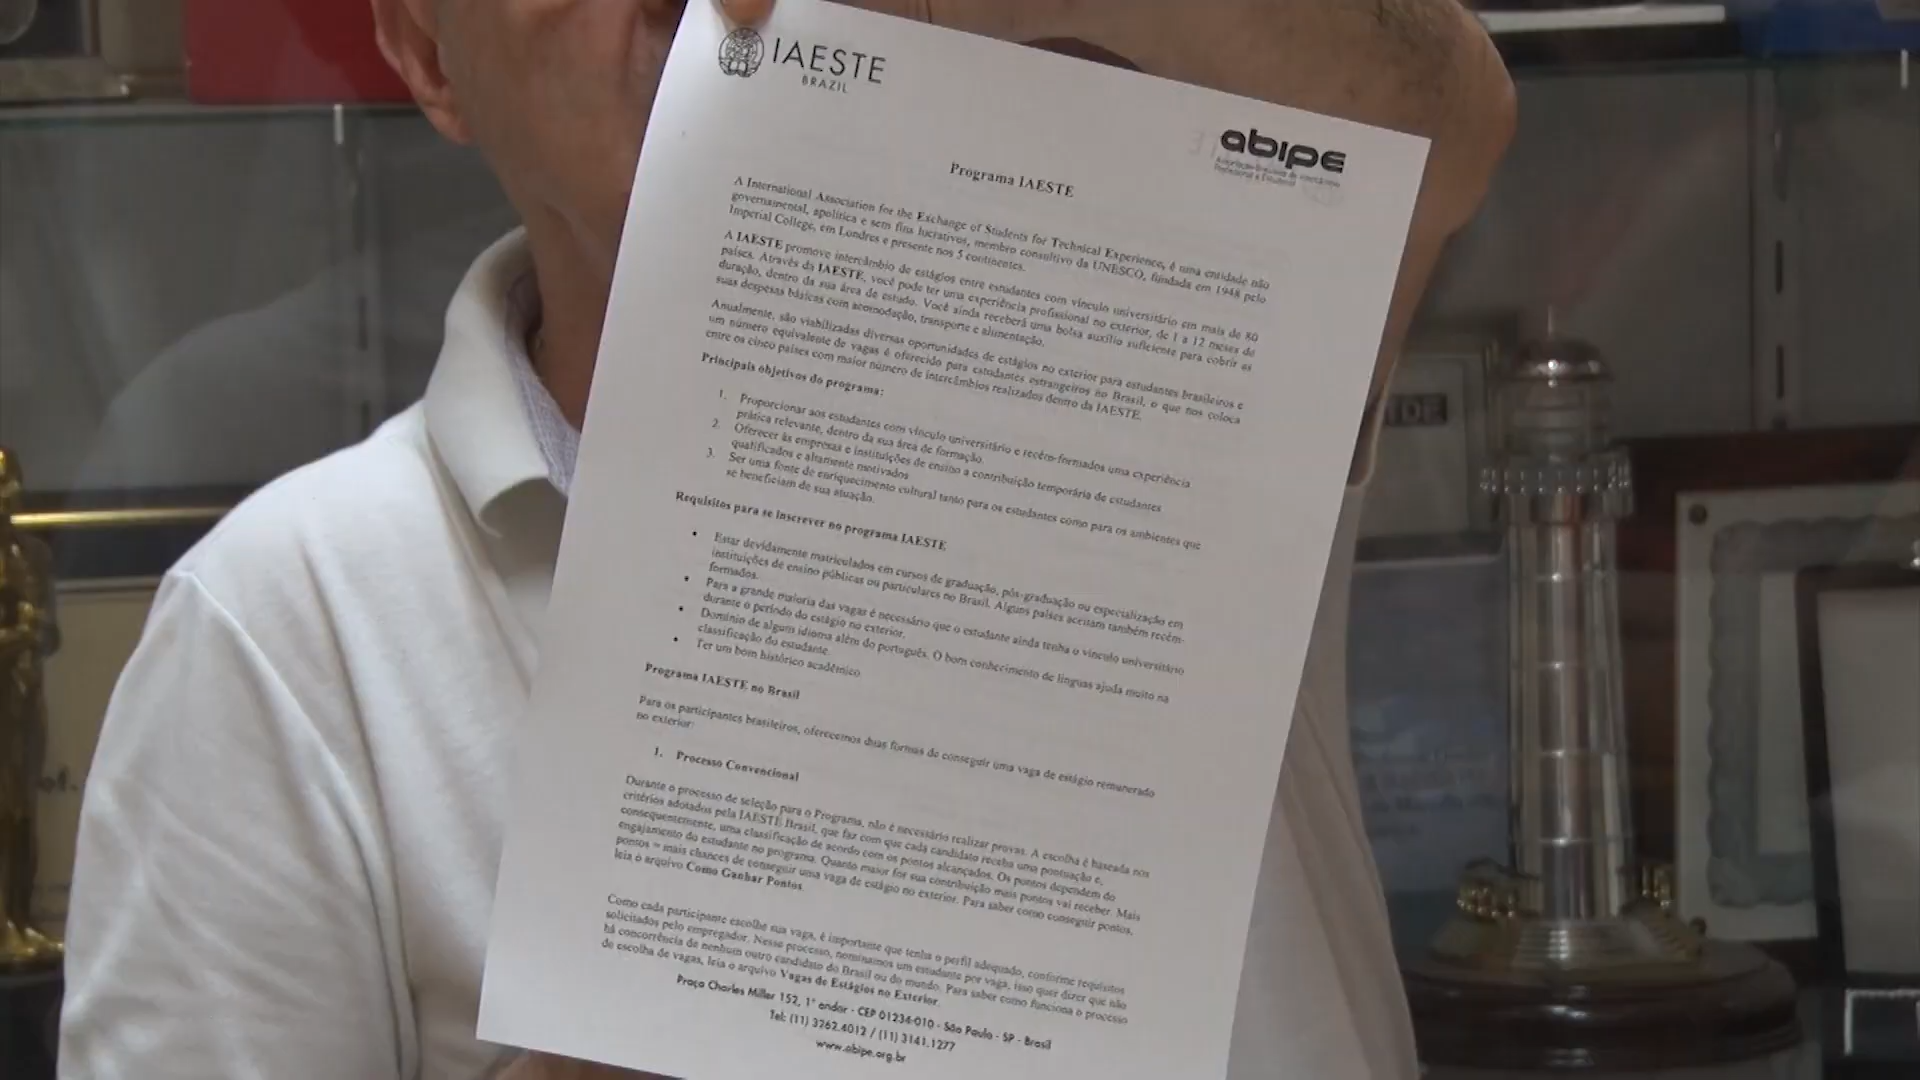 IAESTE
BRAZIL
abipe
Programa IAESTE
A International Association for the Exchange of Students for Technical Experience, é uma entidade não
governamental, apolítica e sem fins lucrativos, membro consultivo da UNESCO, fundada em 1948 pelo
Imperial College, em Londres e presente nos 5 continentes.
A IAESTE promove intercâmbio de estágios entre estudantes com vínculo universitário em mais de 80
países. Através da IAESTE, você pode ter uma experiência profissional no exterior, de 1 a 12 meses de
duração, dentro da sua área de estudo. Você ainda receberá uma bolsa auxílio suficiente para cobrir as
suas despesas básicas com acomodação, transporte e alimentação.
Anualmente, são viabilizadas diversas oportunidades de estágios no exterior para estudantes brasileiros e
um número equivalente de vagas é oferecido para estudantes estrangeiros no Brasil, o que nos coloca
entre os cinco países com maior número de intercâmbios realizados dentro da IAESTE.
Principais objetivos do programa:
1. Proporcionar aos estudantes com vínculo universitário e recém-formados uma experiência
prática relevante, dentro da sua área de formação.
2. Oferecer às empresas e instituições de ensino a contribuição temporária de estudantes
qualificados e altamente motivados
3. Ser uma fonte de enriquecimento cultural tanto para os estudantes como para os ambientes que
se beneficiam de sua atuação.
Requisitos para se inscrever no programa IAESTE
• Estar devidamente matriculados em cursos de graduação, pós-graduação ou especialização em
instituições de ensino públicas ou particulares no Brasil. Alguns países aceitam também recém-
formados.
• Para a grande maioria das vagas é necessário que o estudante ainda tenha o vínculo universitário
durante o período do estágio no exterior.
• Domínio de algum idioma além do português. O bom conhecimento de línguas ajuda muito na
classificação do estudante.
• Ter um bom histórico acadêmico
Programa IAESTE no Brasil
Para os participantes brasileiros, oferecemos duas formas de conseguir uma vaga de estágio remunerado
no exterior:
1. Processo Convencional
Durante o processo de seleção para o Programa, não é necessário realizar provas. A escolha é baseada nos
critérios adotados pela IAESTE Brasil, que faz com que cada candidato receba uma pontuação e,
consequentemente, uma classificação de acordo com os pontos alcançados. Os pontos dependem do
engajamento do estudante no programa. Quanto maior for sua contribuição mais pontos vai receber. Mais
pontos = mais chances de conseguir uma vaga de estágio no exterior. Para saber como conseguir pontos,
leia o arquivo Como Ganhar Pontos.
Como cada participante escolhe sua vaga, é importante que tenha o perfil adequado, conforme requisitos
solicitados pelo empregador. Nesse processo, nominamos um estudante por vaga, isso quer dizer que não
há concorrência de nenhum outro candidato do Brasil ou do mundo. Para saber como funciona o processo
de escolha de vagas, leia o arquivo Vagas de Estágios no Exterior.
Praça Charles Miller 152, 1º andar - CEP 01234-010 - São Paulo - SP - Brasil
Tel: (11) 3262.4012 / (11) 3141.1277
www.abipe.org.br